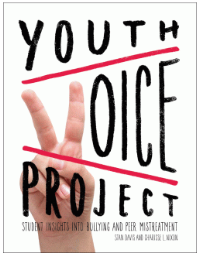 YOUTH
VOICE
PROJECT
STUDENT INSIGHTS INTO BULLYING AND PEER MISTREATMENT
STAN DAVIS AND CHARISSE L. NIXON